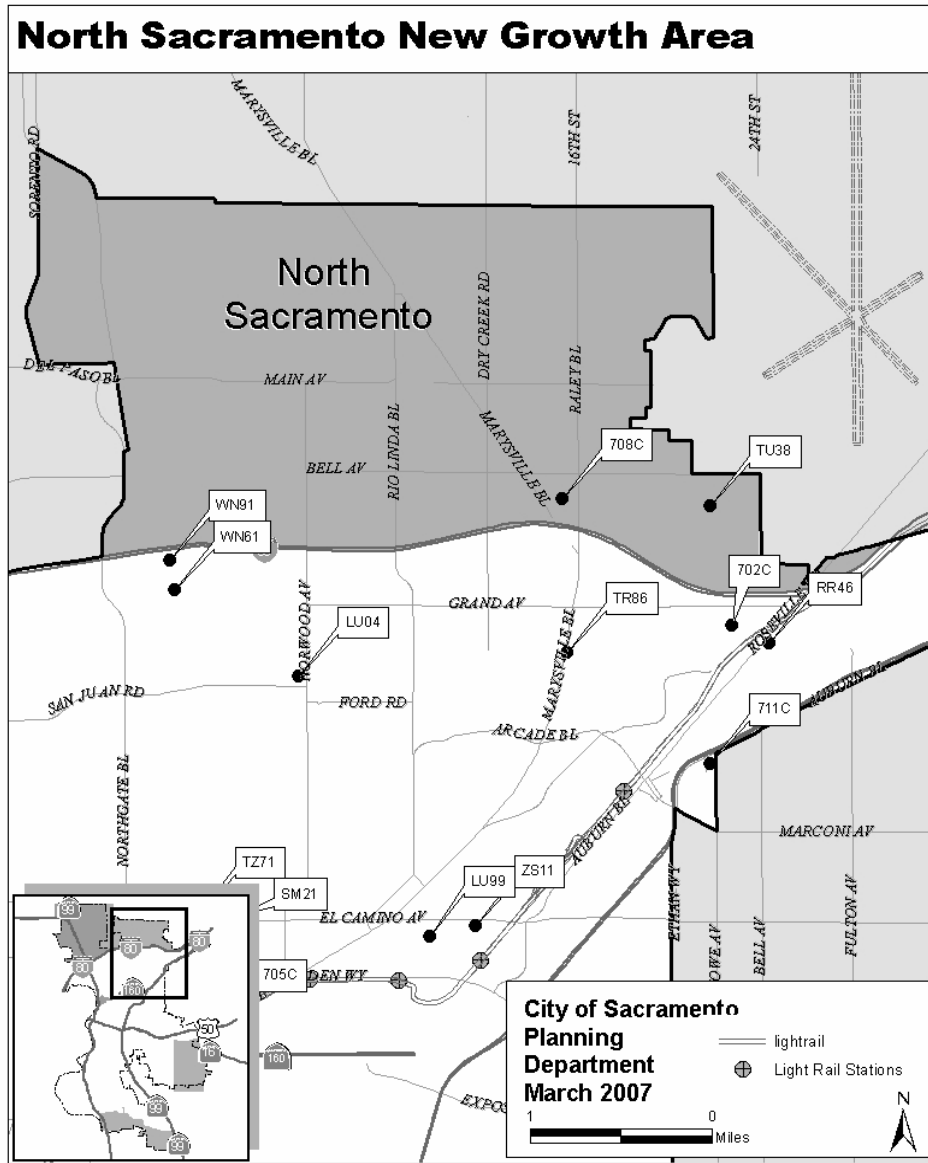 North Sacramento New Growth Area
MARYSVILLE BL
16TH ST
24TH ST
SORENTO RD
North
Sacramento
DRY CREEK RD
RALEY BL
DEL PASO BL
MAIN AV
RIO LINDA BL
MARYSVILLE BL
708C
TU38
BELL AV
WN91
WN61
702C
RR46
TR86
GRAND AV
LU04
NORWOOD AV
ROSEVILLE
MARYSVILLE BL
AUBURN BL
SAN JUAN RD
FORD RD
711C
ARCADE BL
NORTHGATE BL
AUBURN BL
MARCONI AV
TZ71
ZS11
LU99
SM21
EL CAMINO AV
ETHAN WY
OWE AV
BELL AV
FULTON AV
99
80
80
80
160
705C
DEN WY
50
16
160
99
99
EXPOS
City of Sacramento
Planning
Department
March 2007
lightrail
Light Rail Stations
1 0
Miles
N